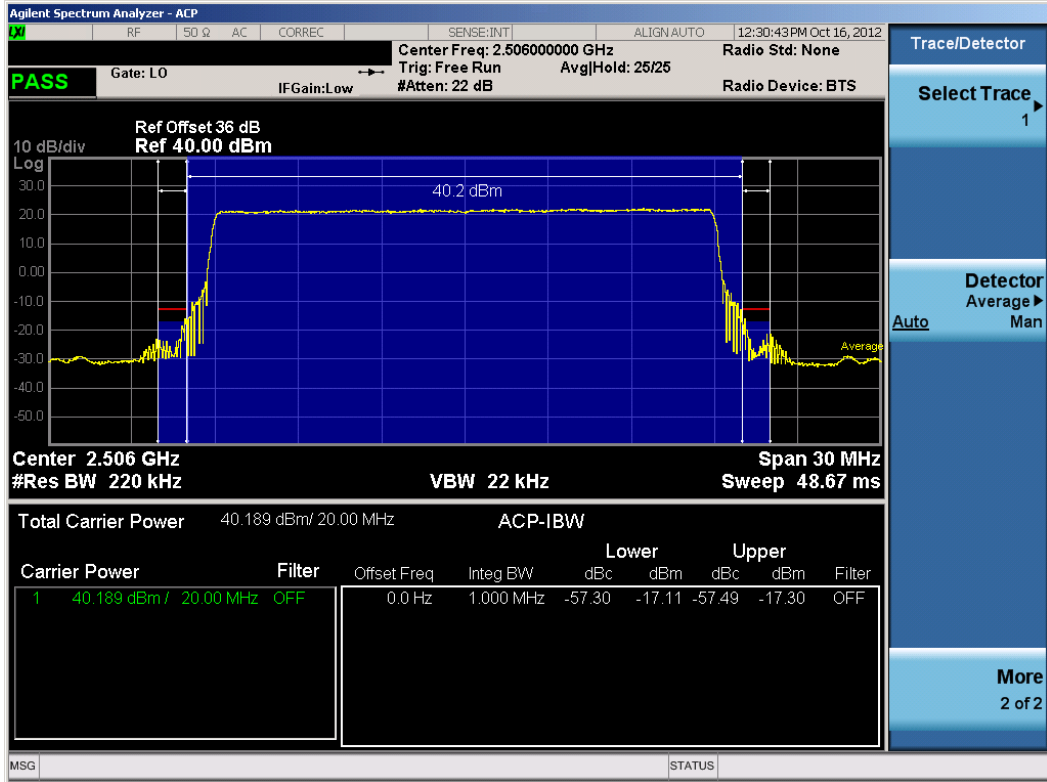 Agilent Spectrum Analyzer - ACP
LXI RF 50 Ω AC CORREC SENSE:INT ALIGN AUTO 12:30:43 PM Oct 16, 2012
Center Freq: 2.506000000 GHz Radio Std: None
PASS Gate: LO Trig: Free Run Avg|Hold: 25/25
IFGain:Low #Atten: 22 dB Radio Device: BTS
Ref Offset 36 dB
10 dB/div Ref 40.00 dBm
Log
30.0
40.2 dBm
20.0
10.0
0.00
-10.0
-20.0
Average
-30.0
-40.0
-50.0
Center 2.506 GHz Span 30 MHz
#Res BW 220 kHz VBW 22 kHz Sweep 48.67 ms
Total Carrier Power 40.189 dBm/ 20.00 MHz ACP-IBW
Lower Upper
Carrier Power Filter Offset Freq Integ BW dBc dBm dBc dBm Filter
1 40.189 dBm / 20.00 MHz OFF 0.0 Hz 1.000 MHz -57.30 -17.11 -57.49 -17.30 OFF
MSG STATUS
Trace/Detector
Select Trace
1
Detector
Average
Auto Man
More
2 of 2